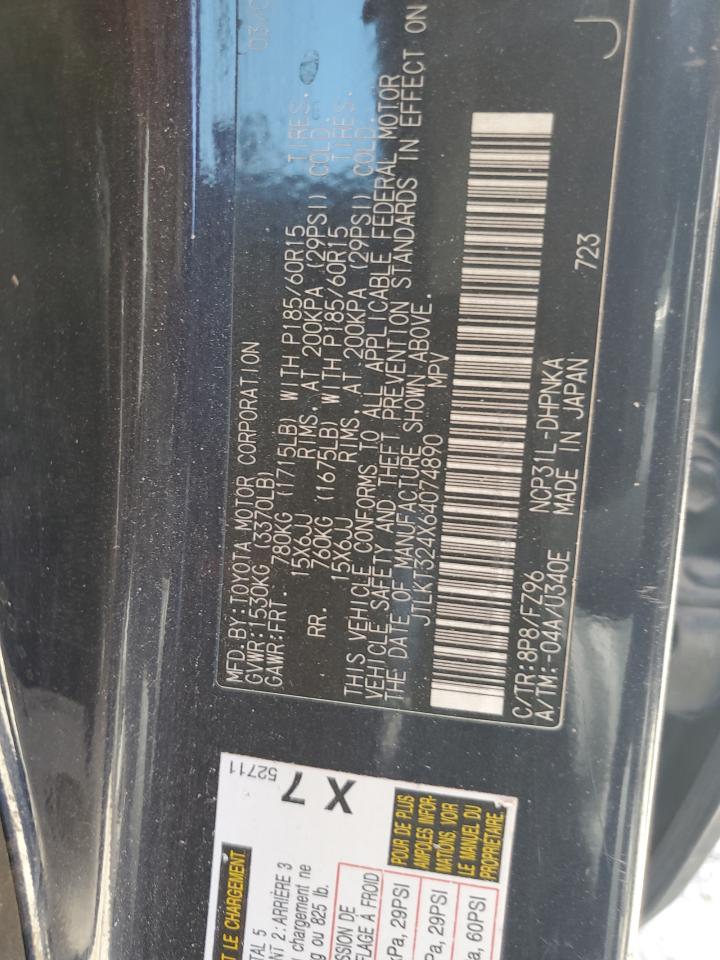 MFD.BY:TOYOTA MOTOR CORPORATION
GVWR:1530KG (3370LB)
GAWR:FRT. 780KG (1715LB) WITH P185/60R15 TIRES.
15X6JJ RIMS, AT 200KPA (29PSI) COLD.
RR. 760KG (1675LB) WITH P185/60R15 TIRES.
15X6JJ RIMS, AT 200KPA (29PSI) COLD.
THIS VEHICLE CONFORMS TO ALL APPLICABLE FEDERAL MOTOR
VEHICLE SAFETY AND THEFT PREVENTION STANDARDS IN EFFECT ON
THE DATE OF MANUFACTURE SHOWN ABOVE.
JTLKT324X64074890 MPV
C/TR:8P8/FZ96 NCP31L-DHPNKA
A/TM:-04A/U340E MADE IN JAPAN 723
J
52711
X 7
T LE CHARGEMENT
TAL 5
NT 2: ARRIÈRE 3
chargement ne
g ou 825 lb.
SSION DE
FLAGE À FROID
Pa, 29PSI
Pa, 29PSI
a, 60PSI
POUR DE PLUS
AMPLES INFOR-
MATIONS, VOIR
LE MANUEL DU
PROPRIÉTAIRE